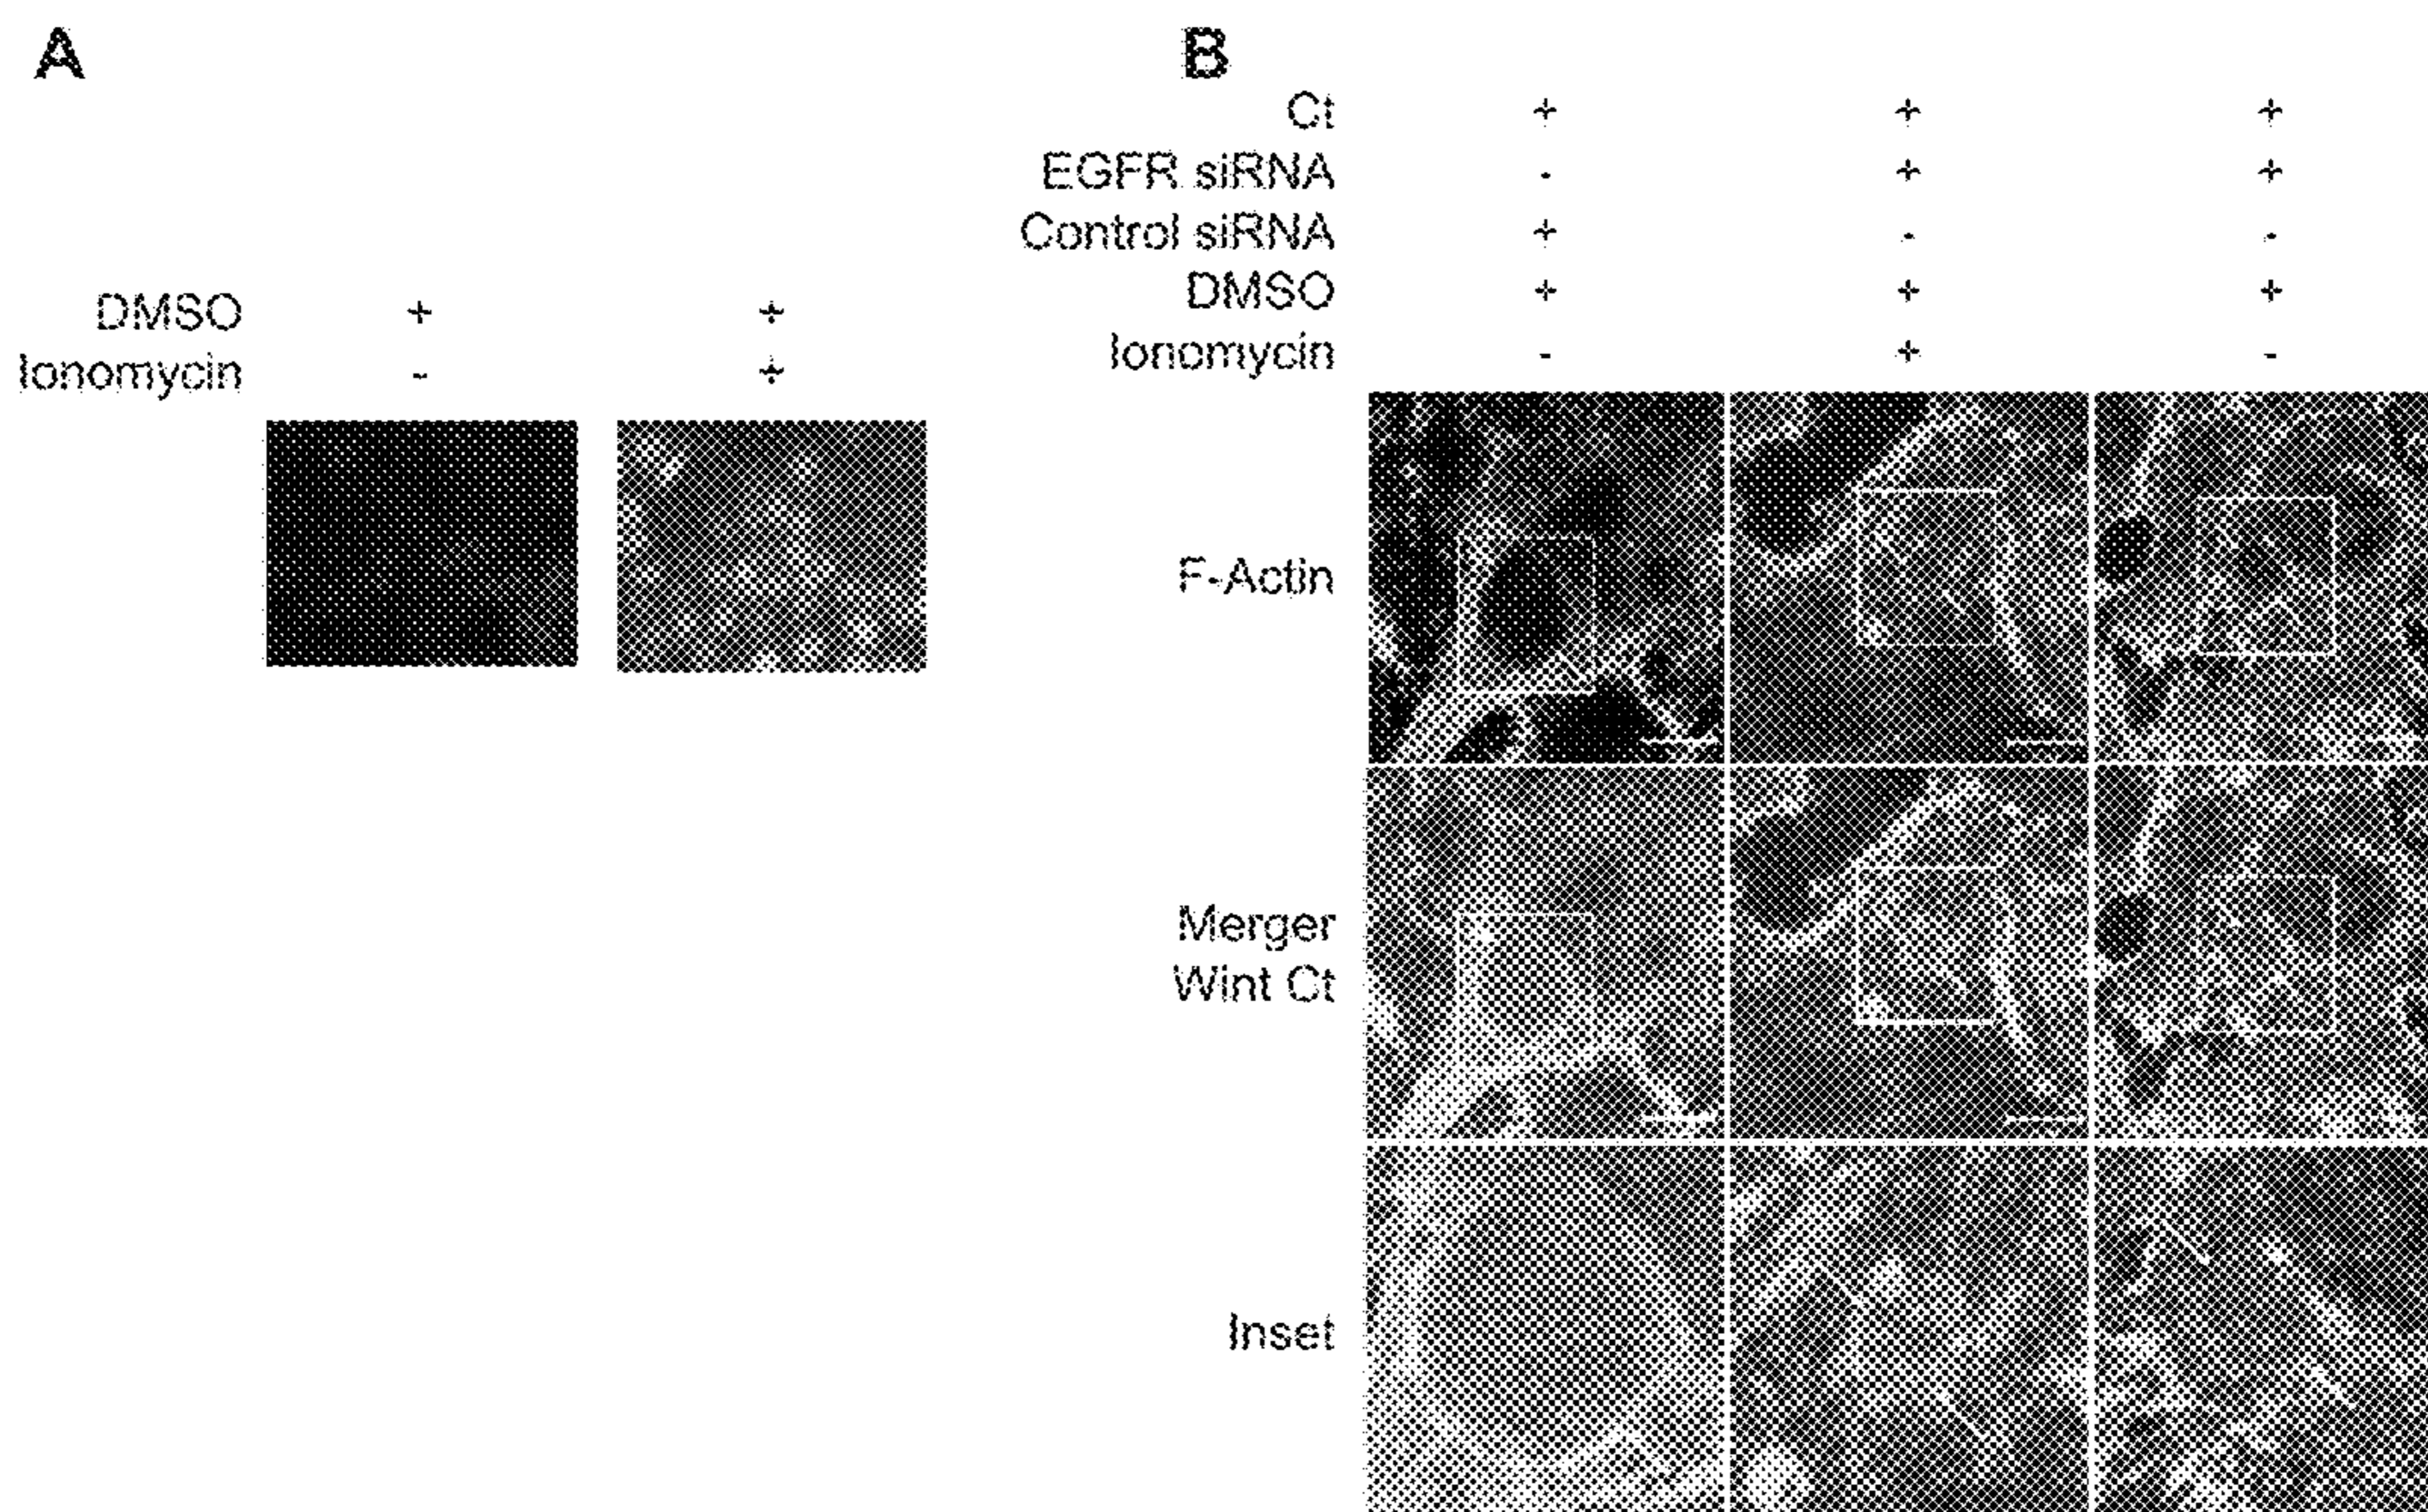 A
DMSO + +
Ionomycin - +
B
Ct + + +
EGFR siRNA - + +
Control siRNA + - -
DMSO + + +
Ionomycin - + -
F-Actin
Merger
Wint Ct
Inset